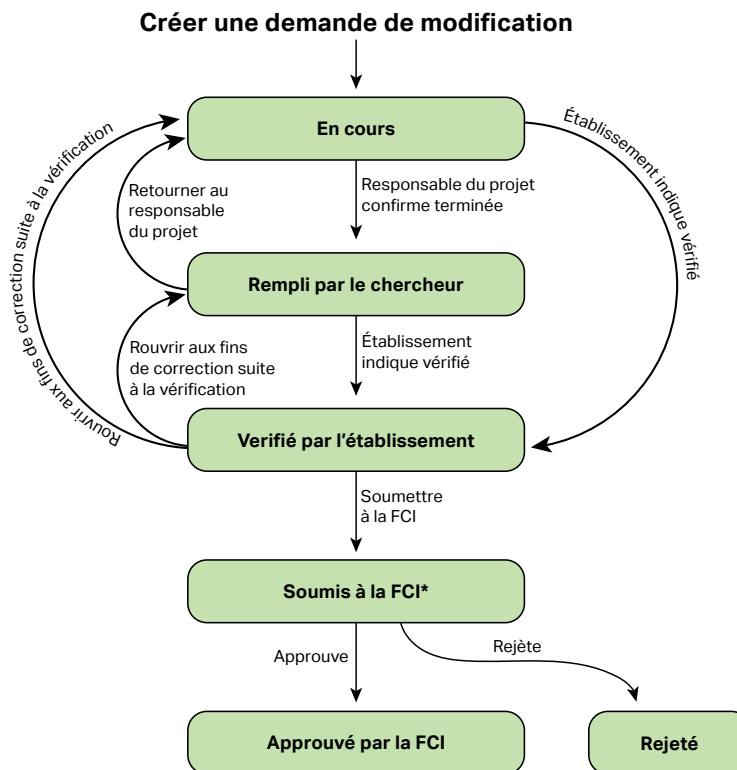 Créer une demande de modification
En cours
Établissement indique vérifié
Rouvrir aux fins de correction suite à la vérification
Retourner au
responsable
du projet
Responsable du projet
confirme terminée
Rempli par le chercheur
Rouvrir aux fins
de correction suite
à la vérification
Établissement
indique vérifié
Verifié par l'établissement
Soumettre
à la FCI
Soumis à la FCI*
Approuve
Rejète
Approuvé par la FCI
Rejeté